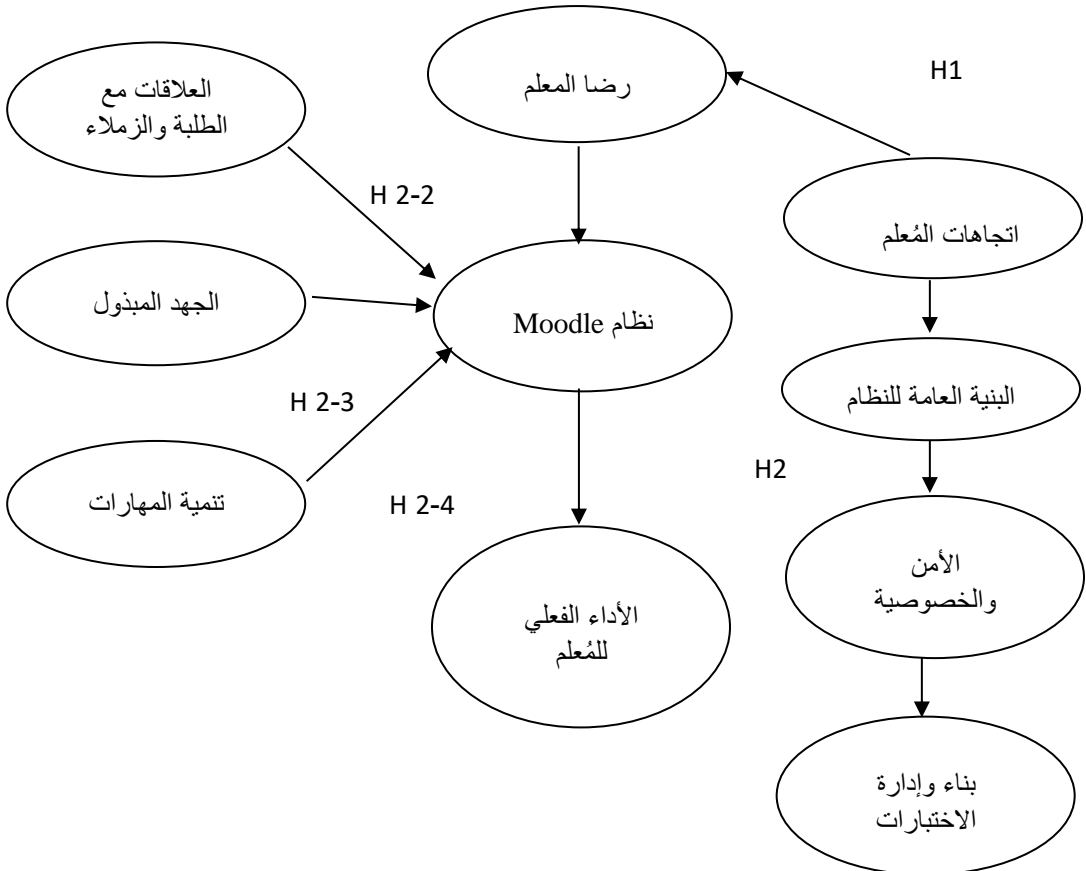 العلاقات مع
الطلبة والزملاء
رضا المعلم
H1
H 2-2
اتجاهات المُعلم
الجهد المبذول
نظام Moodle
البنية العامة للنظام
H 2-3
H2
تنمية المهارات
H 2-4
الأمن
والخصوصية
الأداء الفعلي
للمُعلم
بناء وإدارة
الاختبارات